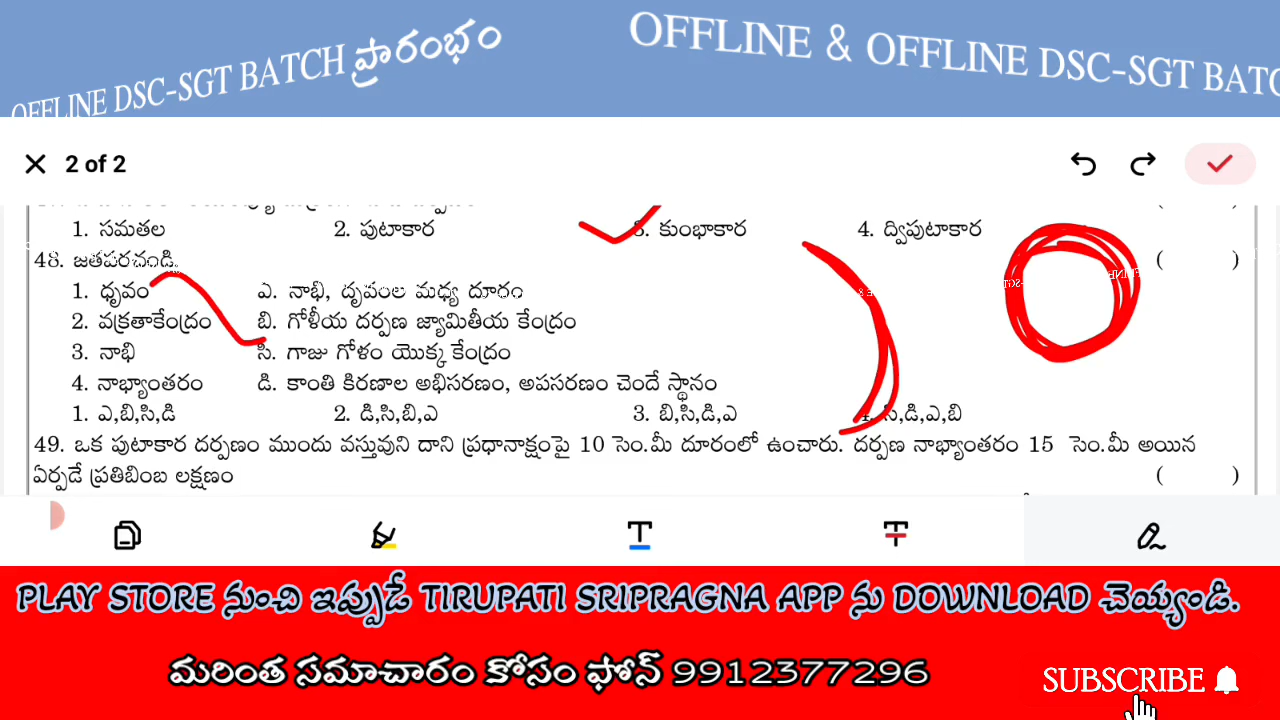 OFFLINE DSC-SGT BATCH ప్రారంభం
OFFLINE & OFFLINE DSC-SGT BATC
2 of 2
1. సమతల 2. పుటాకార 3. కుంభాకార 4. ద్విపుటాకార
48. జతపరచండి ( )
1. ధృవం ఎ. నాభి, దృవంల మధ్య దూరం
2. వక్రతాకేంద్రం బి. గోళీయ దర్పణ జ్యామితీయ కేంద్రం
3. నాభి సి. గాజు గోళం యొక్క కేంద్రం
4. నాభ్యాంతరం డి. కాంతి కిరణాల అభిసరణం, అపసరణం చెందే స్థానం
1. ఎ,బి,సి,డి 2. డి,సి,బి,ఎ 3. బి,సి,డి,ఎ 4. సి,డి,ఎ,బి
49. ఒక పుటాకార దర్పణం ముందు వస్తువుని దాని ప్రధానాక్షంపై 10 సెం.మీ దూరంలో ఉంచారు. దర్పణ నాభ్యాంతరం 15 సెం.మీ అయిన
ఏర్పడే ప్రతిబింబ లక్షణం ( )
PLAY STORE నుంచి ఇప్పుడే TIRUPATI SRIPRAGNA APP ను DOWNLOAD చెయ్యండి.
మరింత సమాచారం కోసం ఫోన్ 9912377296
SUBSCRIBE